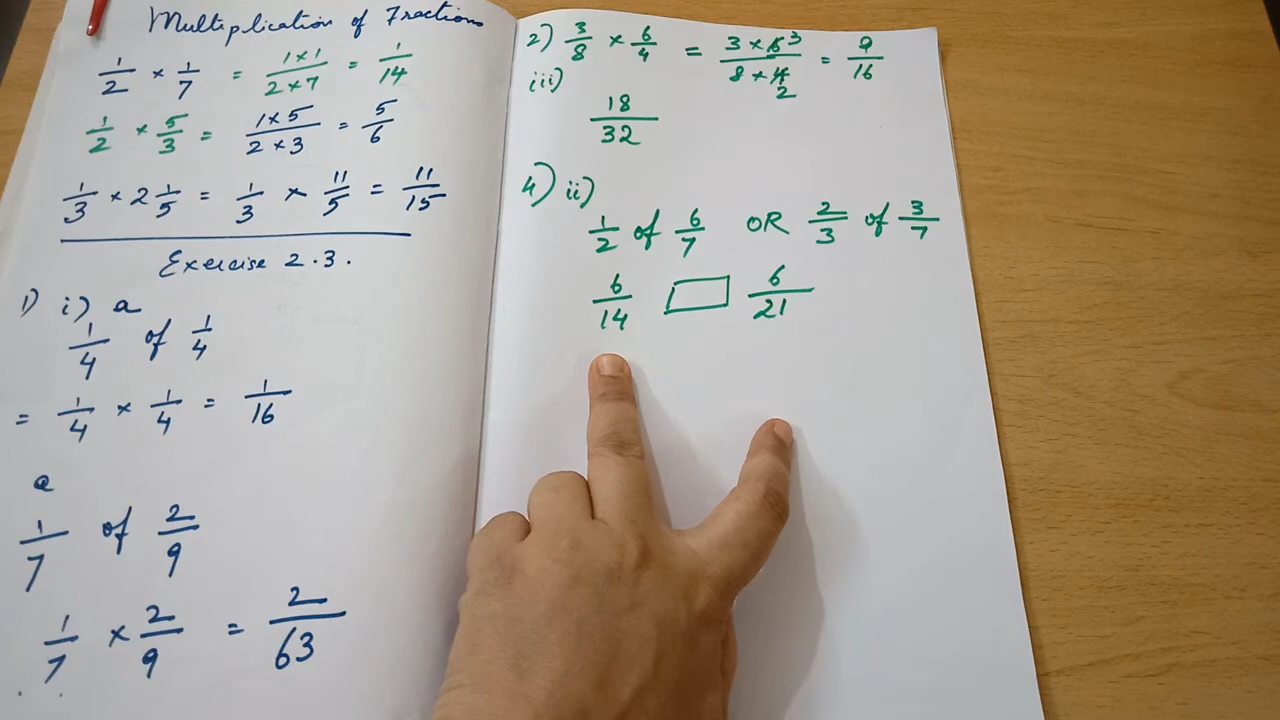 Multiplication of Fractions
1/2 × 1/7 = 1×1/2×7 = 1/14
1/2 × 5/3 = 1×5/2×3 = 5/6
1/3 × 2 1/5 = 1/3 × 11/5 = 11/15
Exercise 2.3.
1) i) a
1/4 of 1/4
= 1/4 × 1/4 = 1/16
a
1/7 of 2/9
1/7 × 2/9 = 2/63
2) 3/8 × 6/4 = 3×6 3/8×4 2 = 9/16
iii)
18/32
4) ii)
1/2 of 6/7 OR 2/3 of 3/7
6/14 □ 6/21